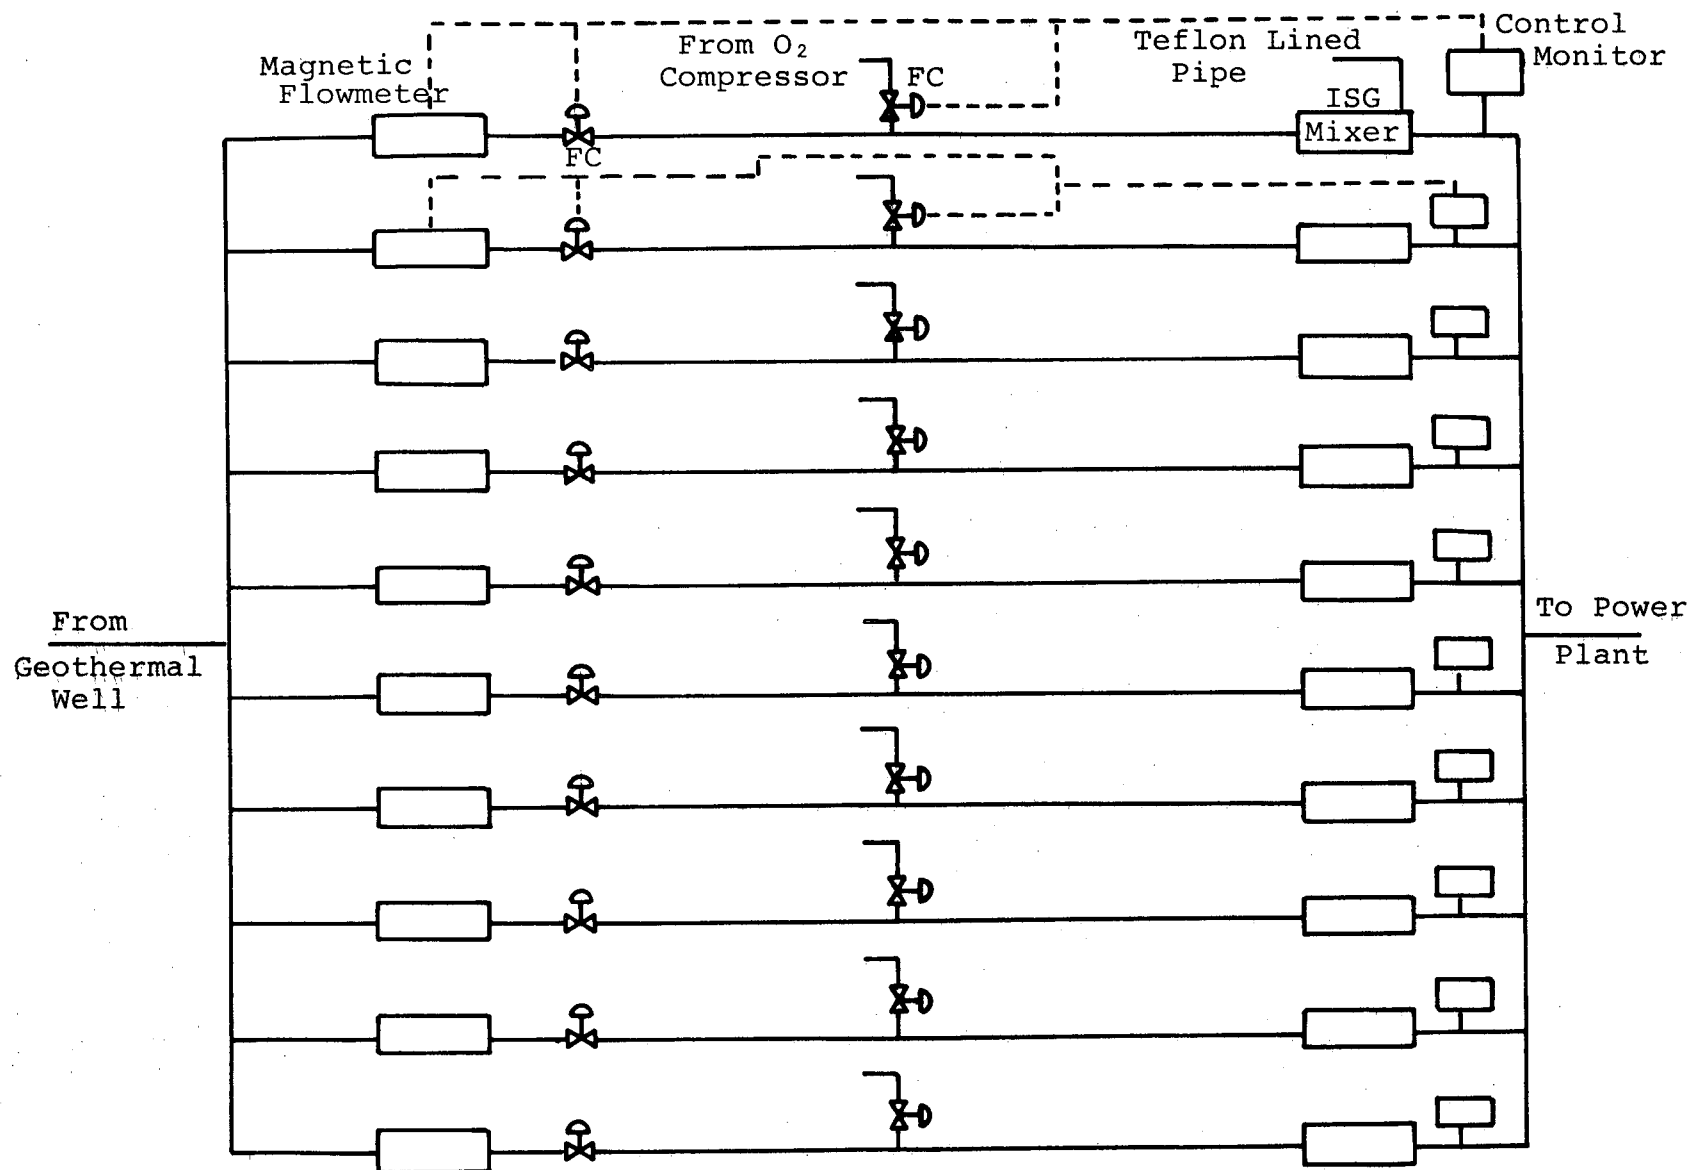 Control
Monitor
From O₂
Compressor
Teflon Lined
Pipe
Magnetic
Flowmeter
FC
ISG
Mixer
FC
From
Geothermal
Well
To Power
Plant